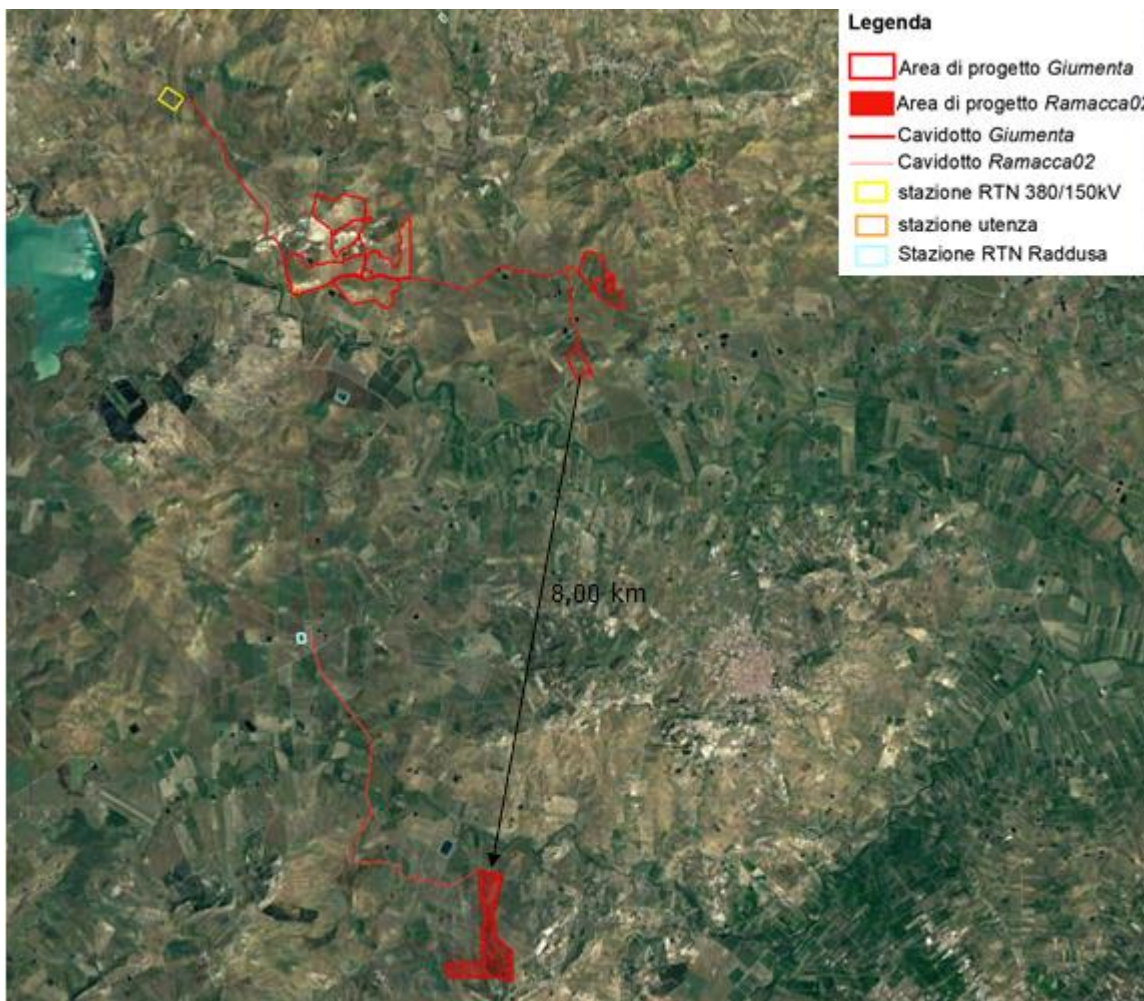 Legenda
Area di progetto Giumenta
Area di progetto Ramacca02
Cavidotto Giumenta
Cavidotto Ramacca02
stazione RTN 380/150kV
stazione utenza
Stazione RTN Raddusa
8,00 km